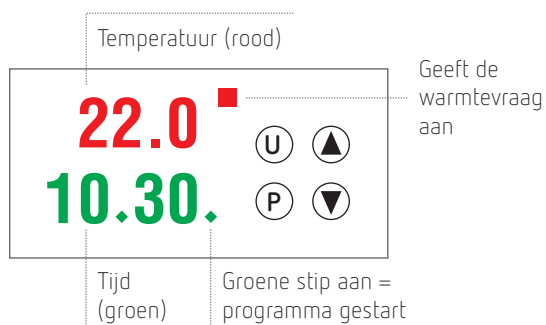 Temperatuur (rood)
Geeft de
warmtevraag
aan
22.0
U
10.30.
P
Tijd
(groen)
Groene stip aan =
programma gestart